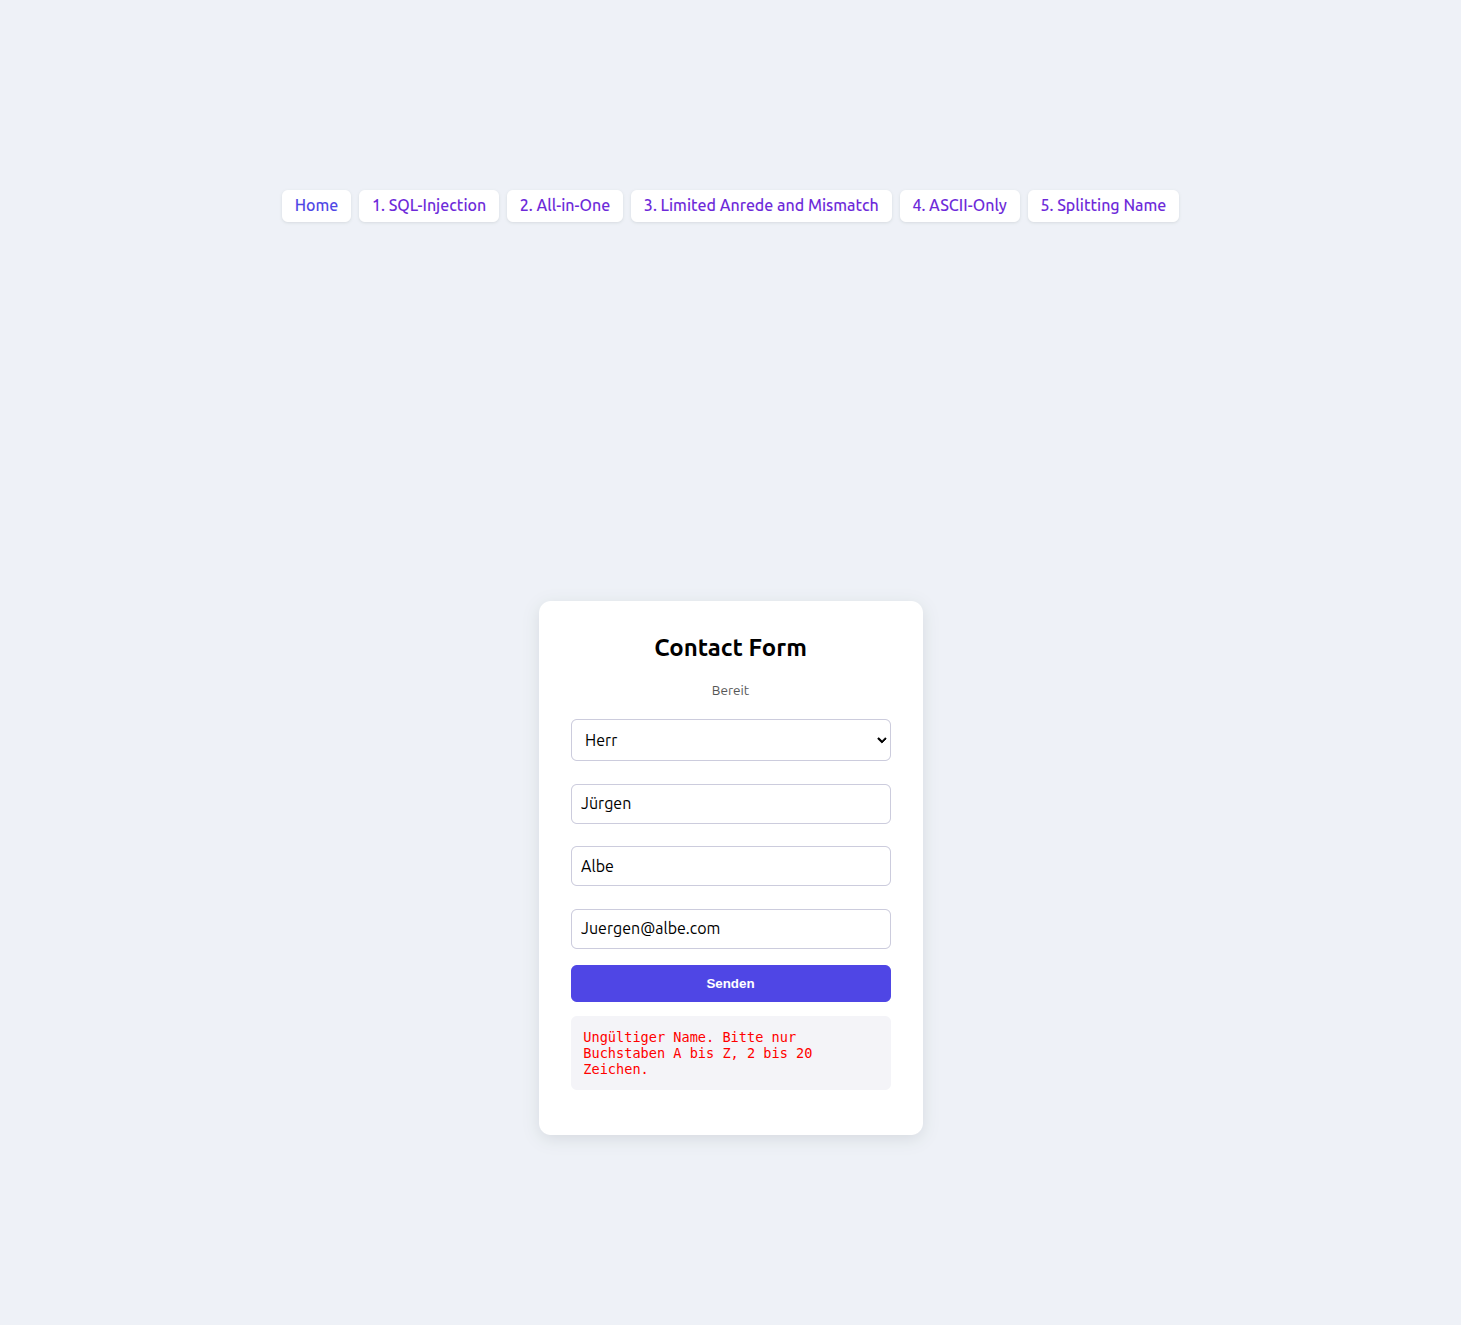 Home
1. SQL-Injection
2. All-in-One
3. Limited Anrede and Mismatch
4. ASCII-Only
5. Splitting Name
Contact Form
Bereit
Herr
Jürgen
Albe
Juergen@albe.com
Senden
Ungültiger Name. Bitte nur
Buchstaben A bis Z, 2 bis 20
Zeichen.